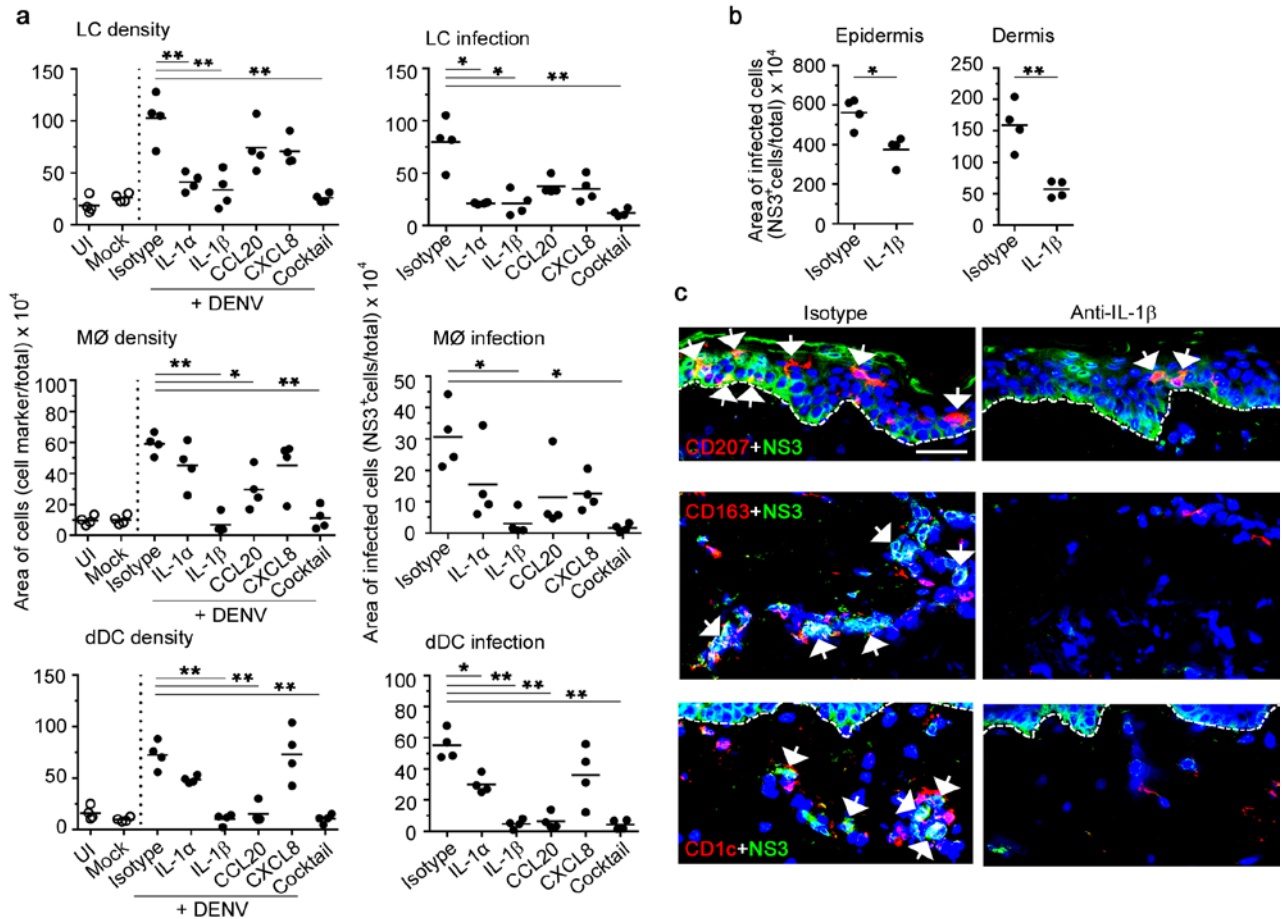 a
LC density
150
100
50
0
UI
Mock
Isotype
IL-1α
IL-1β
CCL20
CXCL8
Cocktail
+ DENV
** ** **
LC infection
150
100
50
0
Isotype
IL-1α
IL-1β
CCL20
CXCL8
Cocktail
* * **
Area of cells (cell marker/total) x 10⁴
MØ density
100
80
60
40
20
0
UI
Mock
Isotype
IL-1α
IL-1β
CCL20
CXCL8
Cocktail
+ DENV
** * **
Area of infected cells (NS3⁺cells/total) x 10⁴
MØ infection
50
40
30
20
10
0
Isotype
IL-1α
IL-1β
CCL20
CXCL8
Cocktail
* *
dDC density
150
100
50
0
UI
Mock
Isotype
IL-1α
IL-1β
CCL20
CXCL8
Cocktail
+ DENV
** ** **
dDC infection
100
80
60
40
20
0
Isotype
IL-1α
IL-1β
CCL20
CXCL8
Cocktail
* ** ** **
b
Area of infected cells
(NS3⁺cells/total) x 10⁴
Epidermis
800
600
400
200
0
Isotype
IL-1β
*
Dermis
250
200
150
100
50
0
Isotype
IL-1β
**
c
Isotype
Anti-IL-1β
CD207+NS3
CD163+NS3
CD1c+NS3